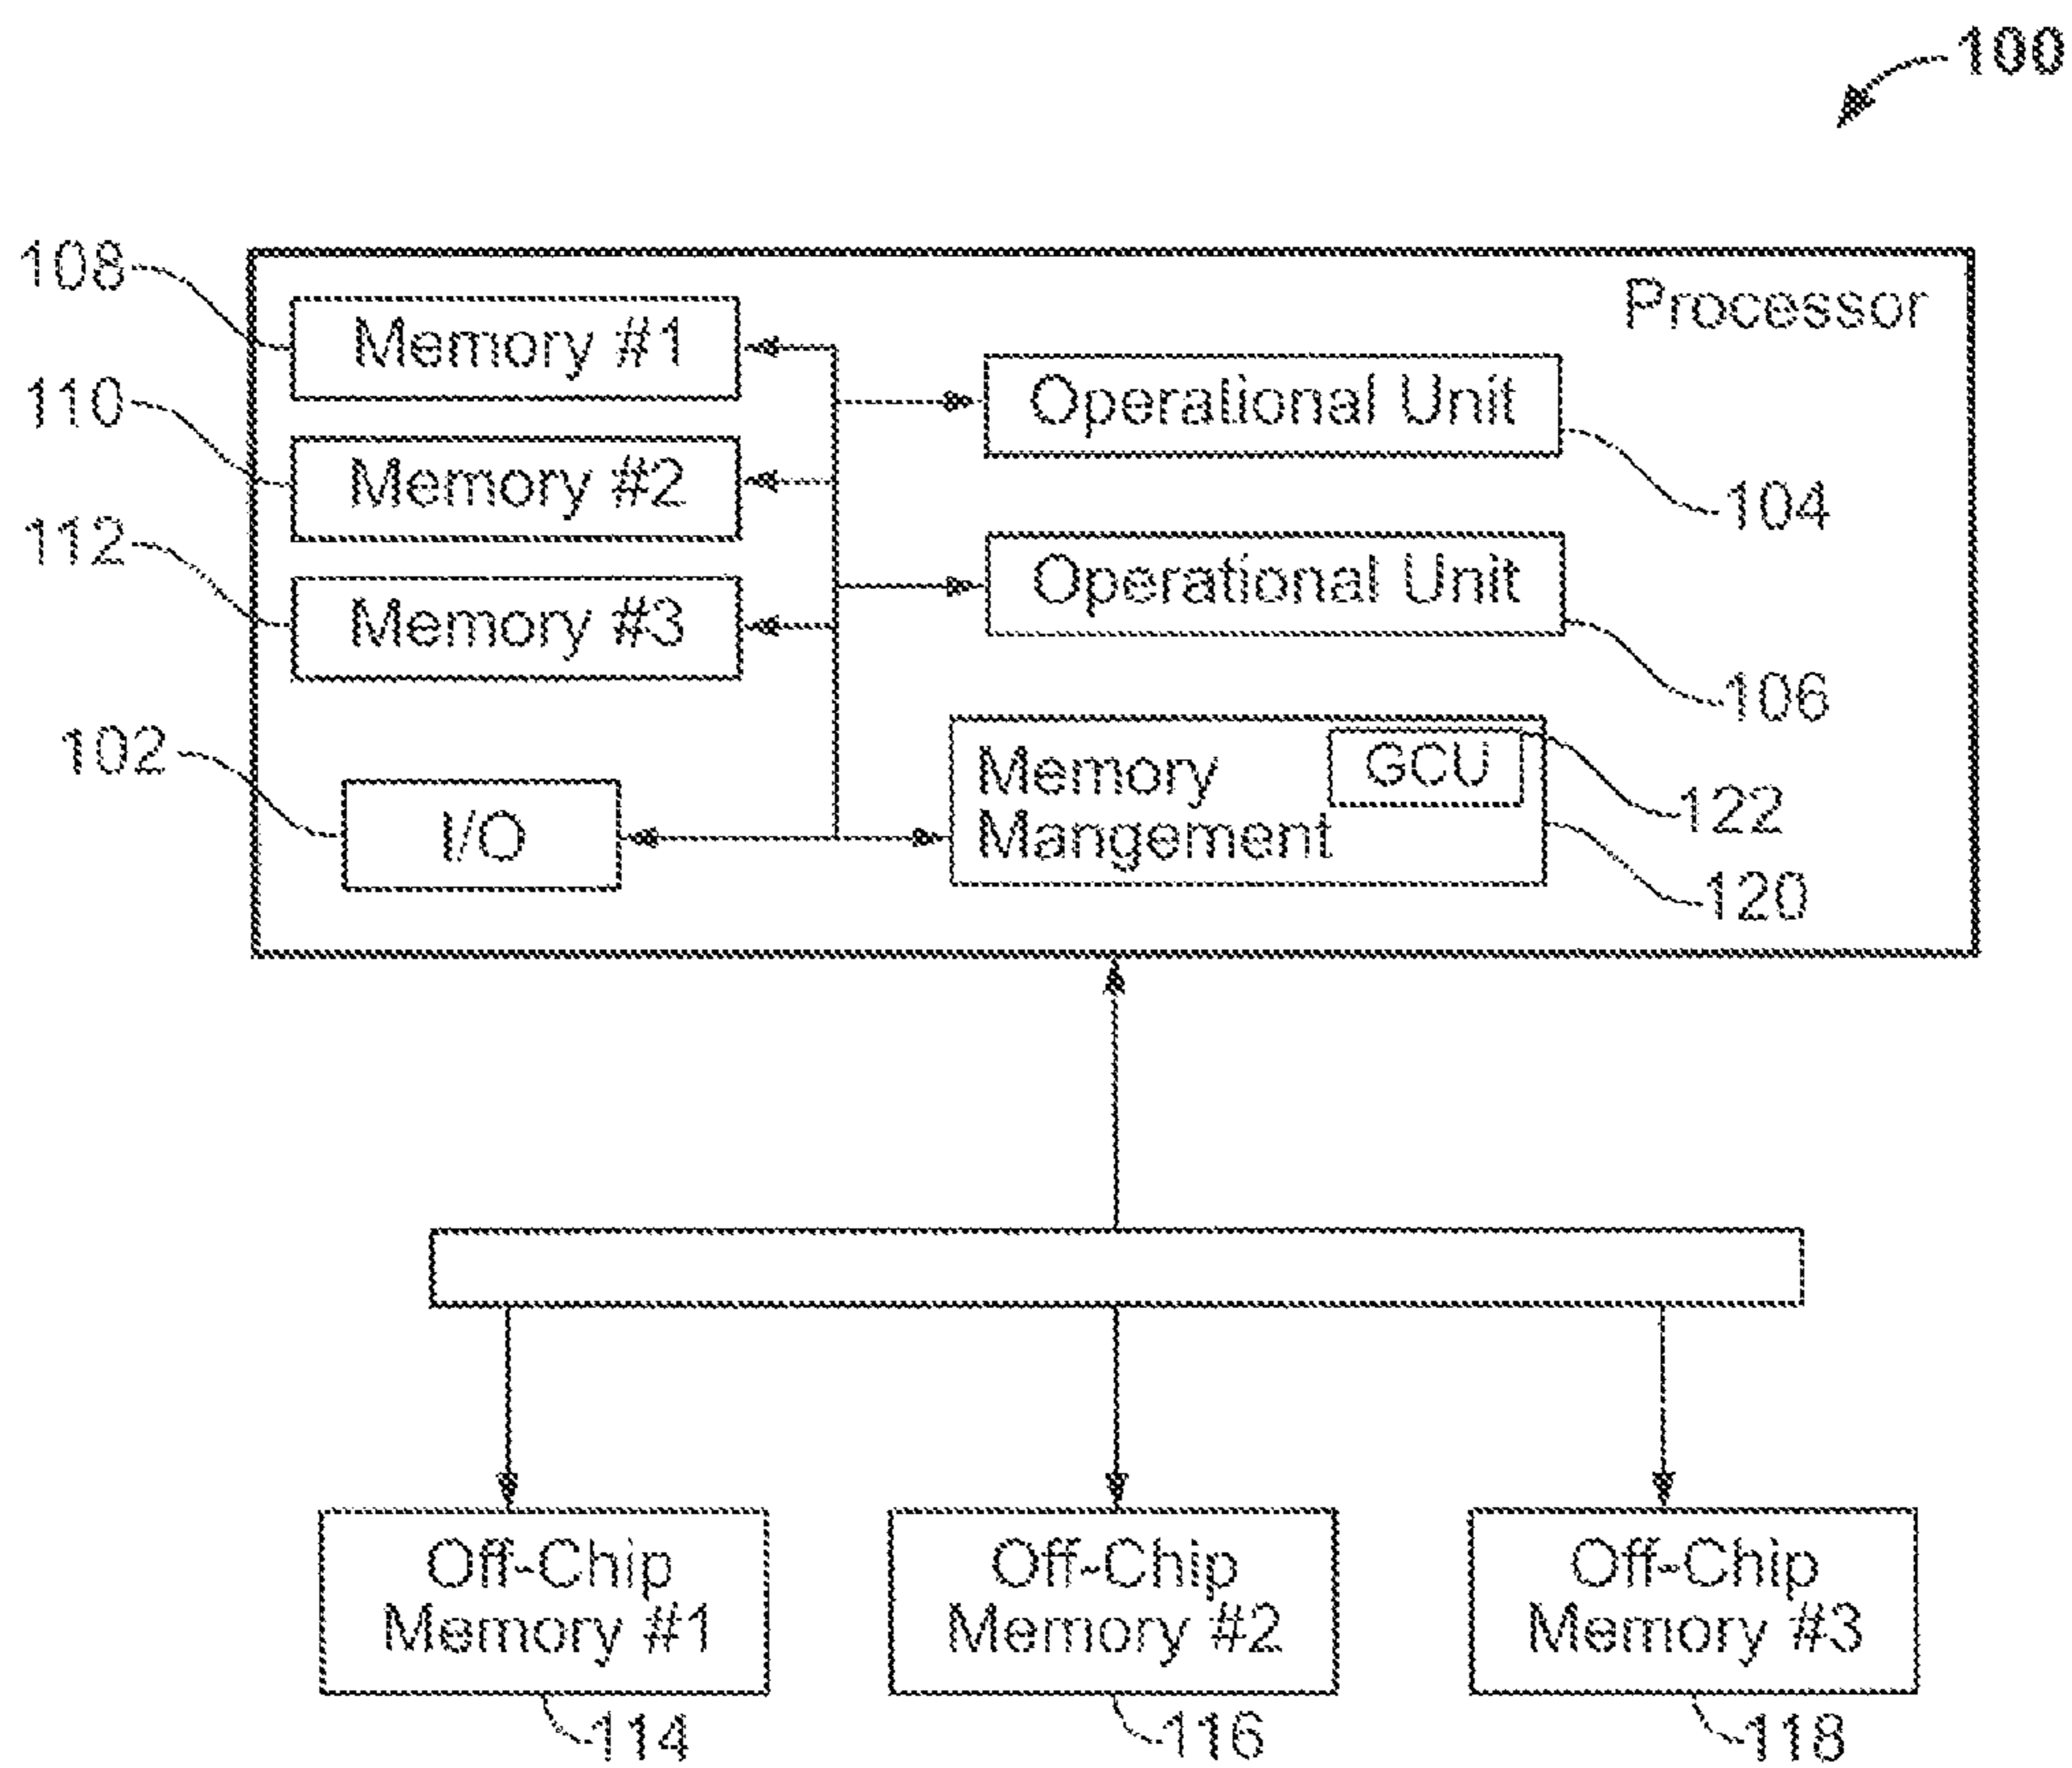 100
108
Memory #1
Processor
110
Operational Unit
Memory #2
104
112
Operational Unit
Memory #3
106
102
I/O
Memory
Mangement
GCU
122
120
Off-Chip
Memory #1
Off-Chip
Memory #2
Off-Chip
Memory #3
114
116
118